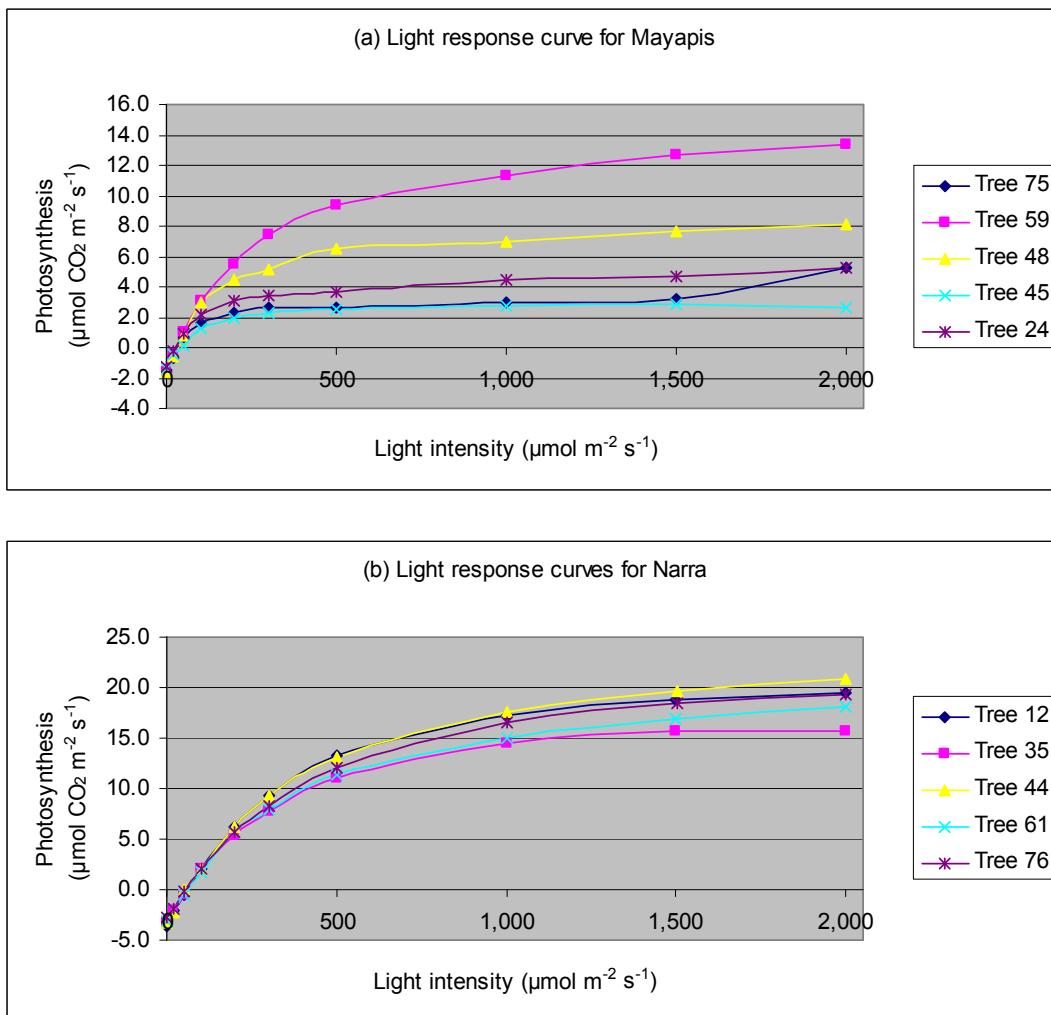 (a) Light response curve for Mayapis
16.0
14.0
12.0
10.0
8.0
6.0
4.0
2.0
0.0
-2.0
-4.0
Photosynthesis
(µmol CO₂ m⁻² s⁻¹)
0
500
1,000
1,500
2,000
Light intensity (µmol m⁻² s⁻¹)
Tree 75
Tree 59
Tree 48
Tree 45
Tree 24
(b) Light response curves for Narra
25.0
20.0
15.0
10.0
5.0
0.0
-5.0
Photosynthesis
(µmol CO₂ m⁻² s⁻¹)
0
500
1,000
1,500
2,000
Light intensity (µmol m⁻² s⁻¹)
Tree 12
Tree 35
Tree 44
Tree 61
Tree 76